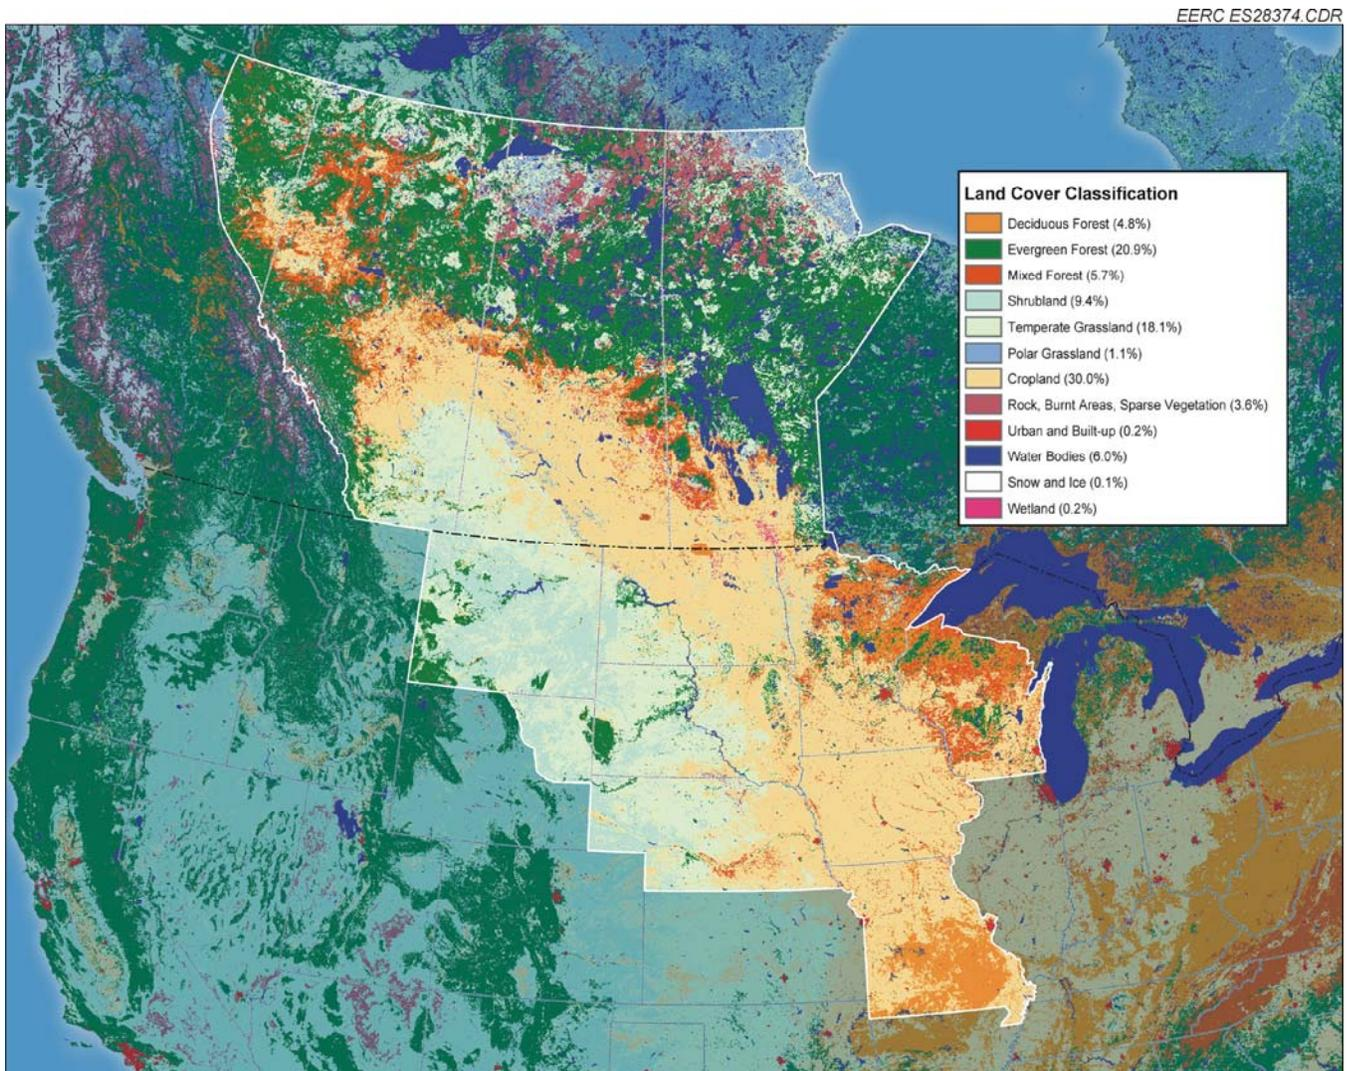 EERC ES28374.CDR
Land Cover Classification
Deciduous Forest (4.8%)
Evergreen Forest (20.9%)
Mixed Forest (5.7%)
Shrubland (9.4%)
Temperate Grassland (18.1%)
Polar Grassland (1.1%)
Cropland (30.0%)
Rock, Burnt Areas, Sparse Vegetation (3.6%)
Urban and Built-up (0.2%)
Water Bodies (6.0%)
Snow and Ice (0.1%)
Wetland (0.2%)